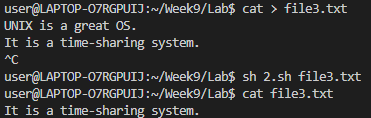 user@LAPTOP-O7RGPUIJ:~/Week9/Lab$ cat > file3.txt
UNIX is a great OS.
It is a time-sharing system.
^C
user@LAPTOP-O7RGPUIJ:~/Week9/Lab$ sh 2.sh file3.txt
user@LAPTOP-O7RGPUIJ:~/Week9/Lab$ cat file3.txt
It is a time-sharing system.